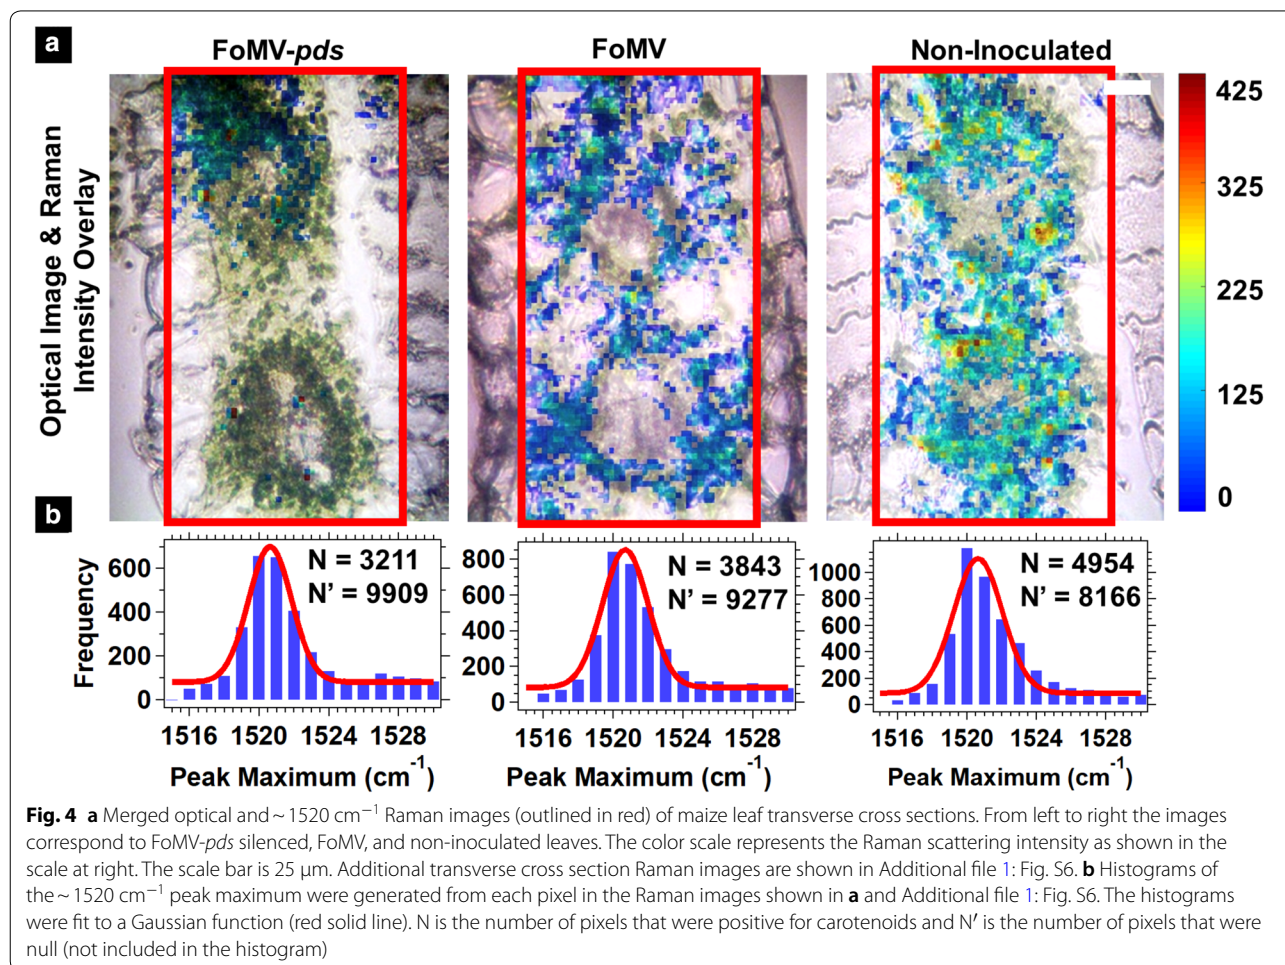 a
FoMV-pds
FoMV
Non-Inoculated
Optical Image & Raman
Intensity Overlay
425
325
225
125
0
b
Frequency
600
400
200
0
N = 3211
N' = 9909
1516 1520 1524 1528
Peak Maximum (cm⁻¹)
800
600
400
200
0
N = 3843
N' = 9277
1516 1520 1524 1528
Peak Maximum (cm⁻¹)
1000
800
600
400
200
0
N = 4954
N' = 8166
1516 1520 1524 1528
Peak Maximum (cm⁻¹)
Fig. 4 a Merged optical and ~ 1520 cm⁻¹ Raman images (outlined in red) of maize leaf transverse cross sections. From left to right the images
correspond to FoMV-pds silenced, FoMV, and non-inoculated leaves. The color scale represents the Raman scattering intensity as shown in the
scale at right. The scale bar is 25 μm. Additional transverse cross section Raman images are shown in Additional file 1: Fig. S6. b Histograms of
the ~ 1520 cm⁻¹ peak maximum were generated from each pixel in the Raman images shown in a and Additional file 1: Fig. S6. The histograms
were fit to a Gaussian function (red solid line). N is the number of pixels that were positive for carotenoids and N′ is the number of pixels that were
null (not included in the histogram)